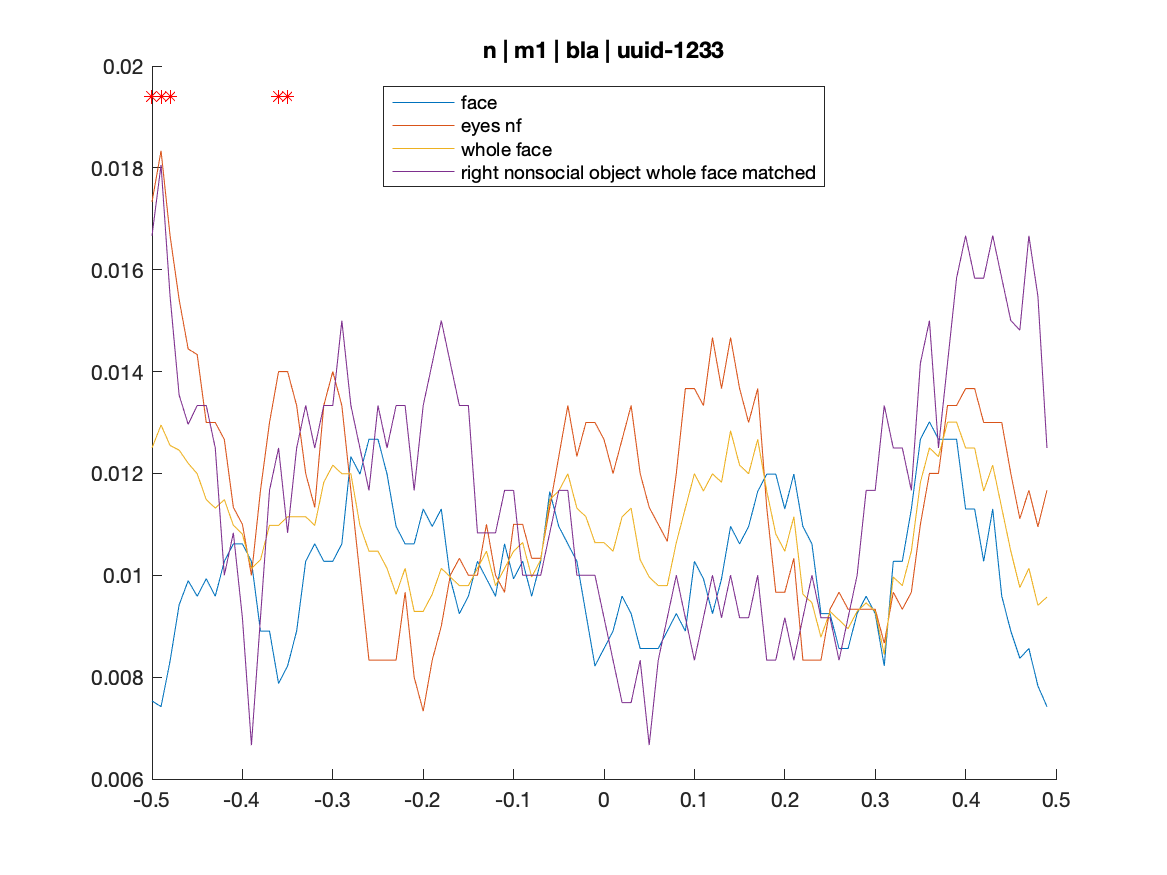 n | m1 | bla | uuid-1233
0.02
0.018
0.016
0.014
0.012
0.01
0.008
0.006
face
eyes nf
whole face
right nonsocial object whole face matched
-0.5 -0.4 -0.3 -0.2 -0.1 0 0.1 0.2 0.3 0.4 0.5